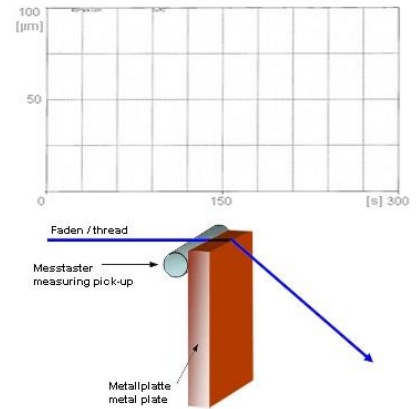 100
[µm]
50
0
150
[s] 300
Faden / thread
Messtaster
measuring pick-up
Metallplatte
metal plate